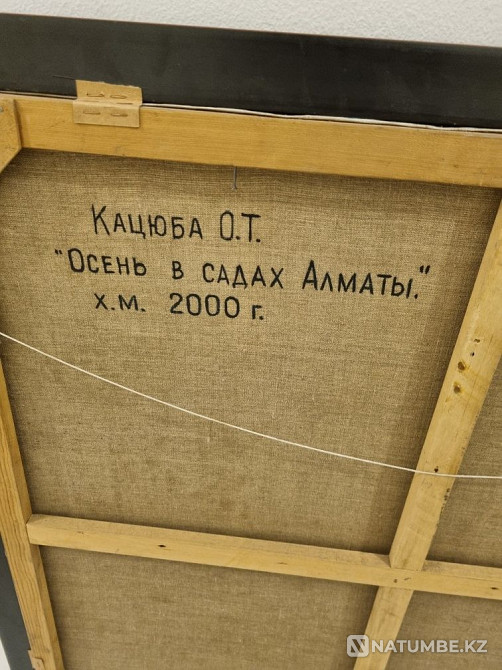 Кацюба О.Т.
"Осень в садах Алматы."
х.м. 2000 г.
NATUMBE.KZ